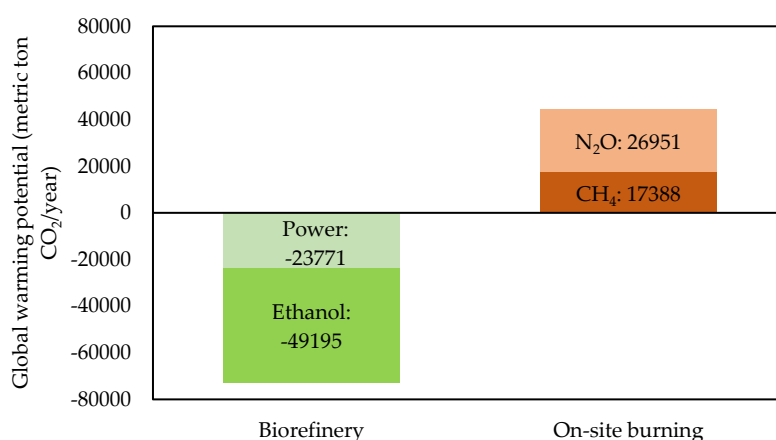 Global warming potential (metric ton
CO₂/year)
80000
60000
40000
20000
0
-20000
-40000
-60000
-80000
N₂O: 26951
CH₄: 17388
Power:
-23771
Ethanol:
-49195
Biorefinery
On-site burning